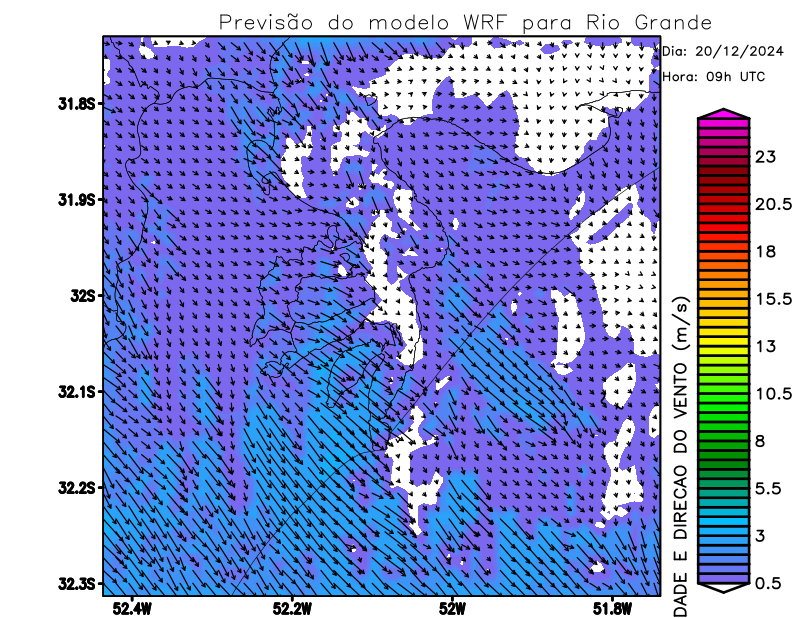 Previsão do modelo WRF para Rio Grande
Dia: 20/12/2024
Hora: 09h UTC
31.8S
31.9S
32S
32.1S
32.2S
32.3S
52.4W
52.2W
52W
51.8W
DADE E DIRECAO DO VENTO (m/s)
23
20.5
18
15.5
13
10.5
8
5.5
3
0.5